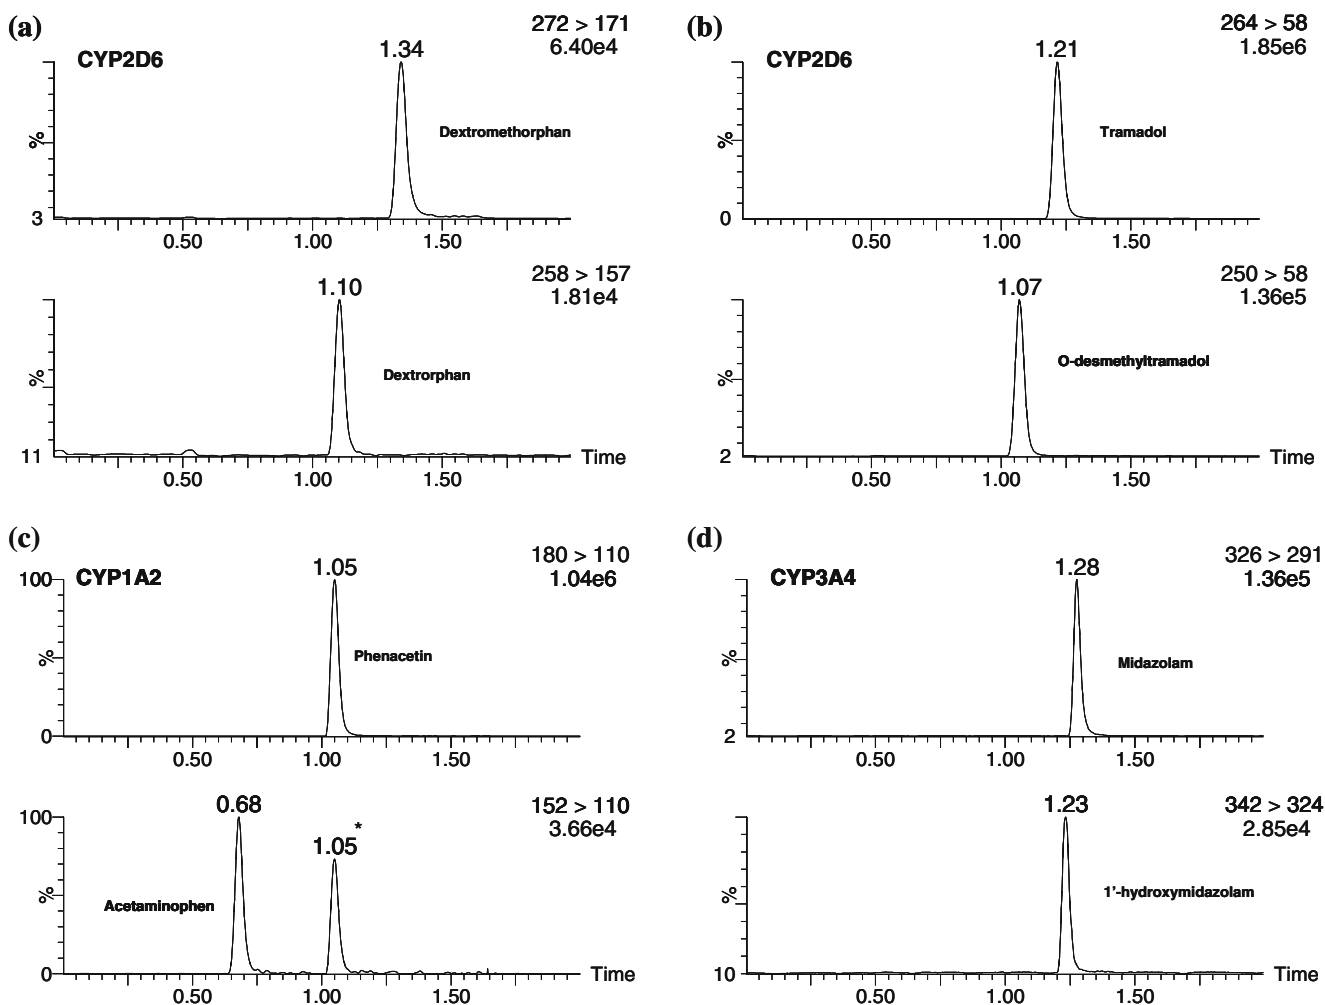 (a)
CYP2D6
272 > 171
6.40e4
1.34
Dextromethorphan
%
3
0.50 1.00 1.50
258 > 157
1.81e4
1.10
Dextrorphan
%
11
Time
0.50 1.00 1.50
(b)
CYP2D6
264 > 58
1.85e6
1.21
Tramadol
%
0
0.50 1.00 1.50
250 > 58
1.36e5
1.07
O-desmethyltramadol
%
2
Time
0.50 1.00 1.50
(c)
CYP1A2
180 > 110
1.04e6
1.05
100
Phenacetin
%
0
0.50 1.00 1.50
152 > 110
3.66e4
0.68
1.05*
100
Acetaminophen
%
0
Time
0.50 1.00 1.50
(d)
CYP3A4
326 > 291
1.36e5
1.28
Midazolam
%
2
0.50 1.00 1.50
342 > 324
2.85e4
1.23
1'-hydroxymidazolam
%
10
Time
0.50 1.00 1.50